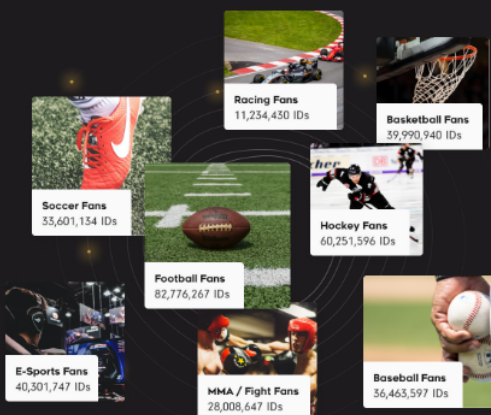 Racing Fans
11,234,430 IDs
Basketball Fans
39,990,940 IDs
Soccer Fans
33,601,134 IDs
Hockey Fans
60,251,596 IDs
Football Fans
82,776,267 IDs
E-Sports Fans
40,301,747 IDs
MMA / Fight Fans
28,008,647 IDs
Baseball Fans
36,463,597 IDs